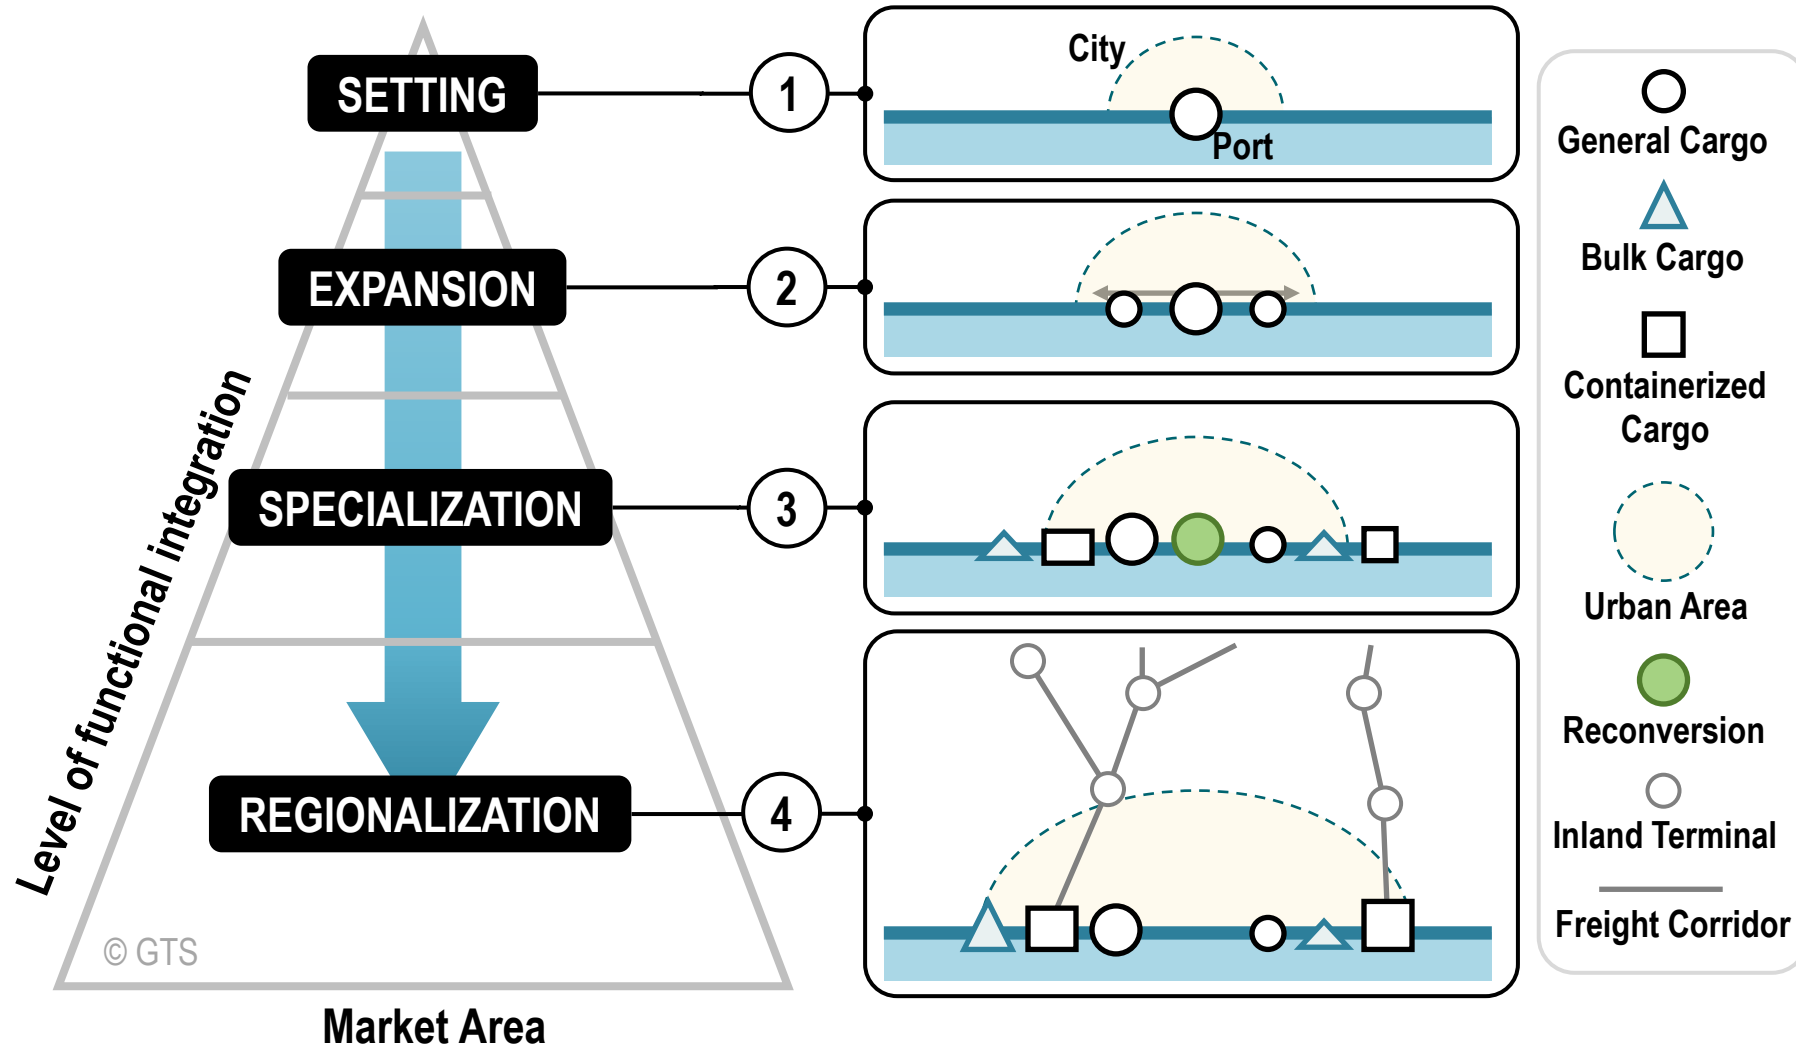 SETTING
1
City
Port
EXPANSION
2
SPECIALIZATION
3
REGIONALIZATION
4
Level of functional integration
© GTS
Market Area
General Cargo
Bulk Cargo
Containerized
Cargo
Urban Area
Reconversion
Inland Terminal
Freight Corridor